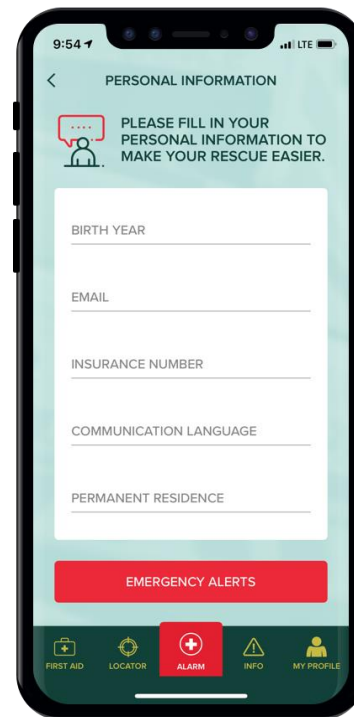 9:54
LTE
PERSONAL INFORMATION
PLEASE FILL IN YOUR
PERSONAL INFORMATION TO
MAKE YOUR RESCUE EASIER.
BIRTH YEAR
EMAIL
INSURANCE NUMBER
COMMUNICATION LANGUAGE
PERMANENT RESIDENCE
EMERGENCY ALERTS
FIRST AID LOCATOR ALARM INFO MY PROFILE